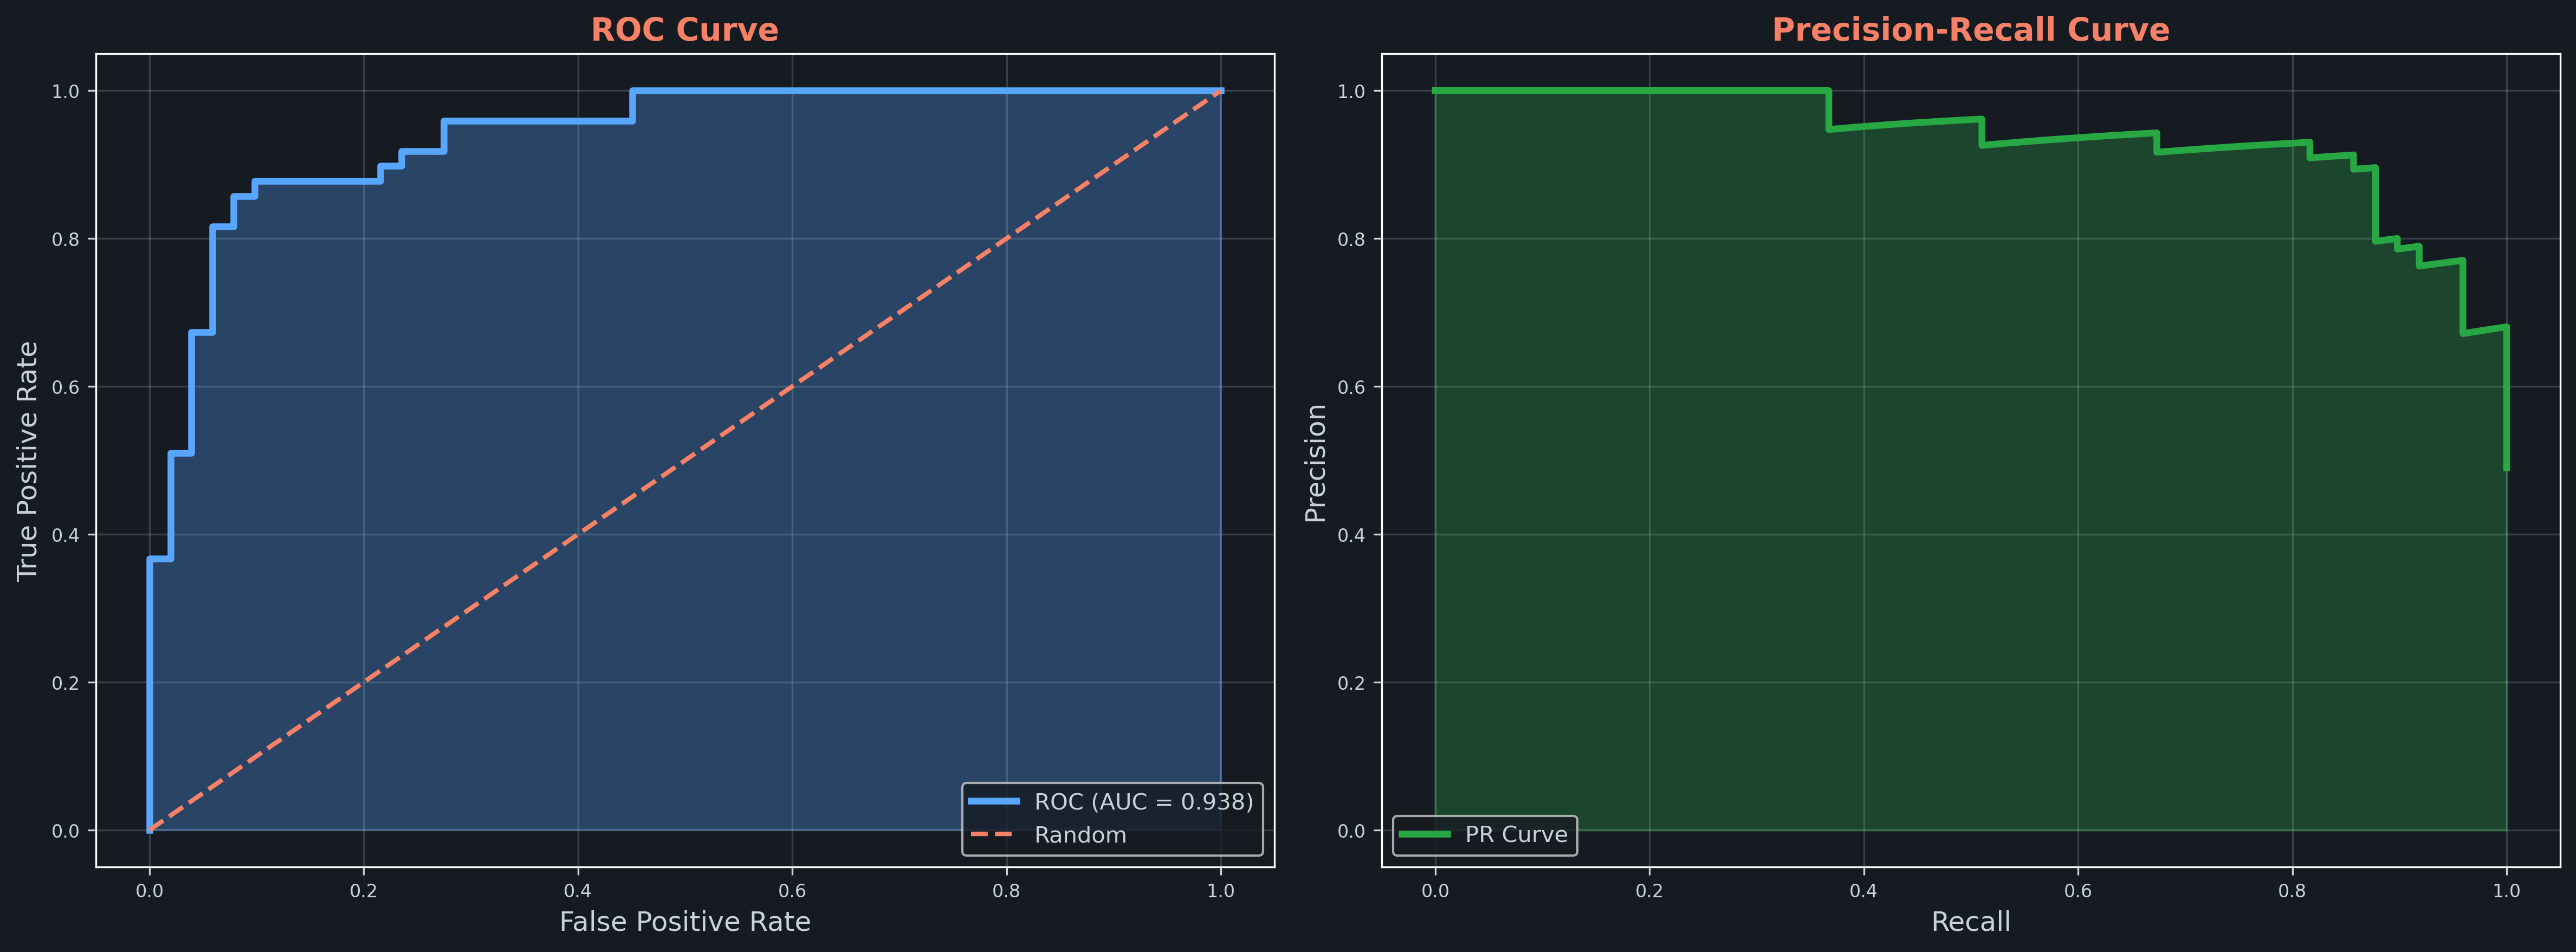 ROC Curve
True Positive Rate
1.0
0.8
0.6
0.4
0.2
0.0
0.0 0.2 0.4 0.6 0.8 1.0
False Positive Rate
ROC (AUC = 0.938)
Random
Precision-Recall Curve
Precision
1.0
0.8
0.6
0.4
0.2
0.0
0.0 0.2 0.4 0.6 0.8 1.0
Recall
PR Curve